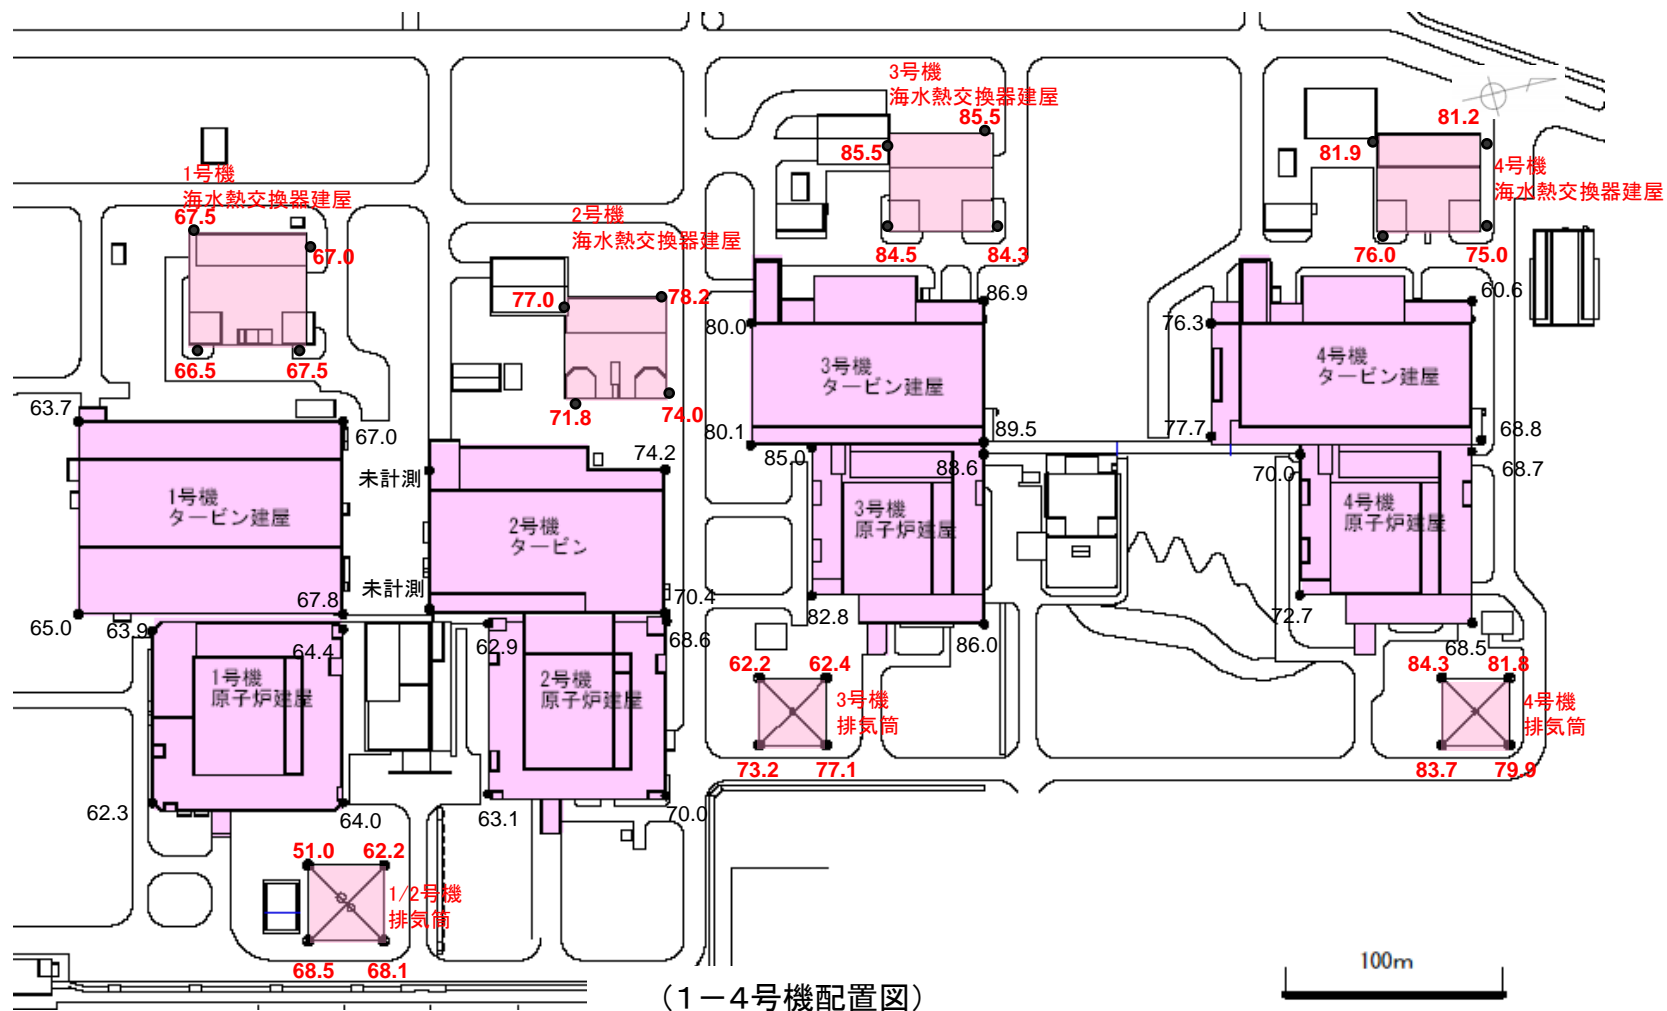 3号機
海水熱交換器建屋
85.5
85.5
84.5
84.3
81.2
81.9
4号機
海水熱交換器建屋
76.0
75.0
1号機
海水熱交換器建屋
67.5
67.0
66.5
67.5
2号機
海水熱交換器建屋
77.0
78.2
71.8
74.0
86.9
80.0
3号機
タービン建屋
80.1
89.5
60.6
76.3
4号機
タービン建屋
77.7
68.8
63.7
67.0
1号機
タービン建屋
67.8
65.0
未計測
74.2
2号機
タービン
未計測
70.4
85.0
88.6
3号機
原子炉建屋
82.8
86.0
70.0
68.7
4号機
原子炉建屋
72.7
68.5
63.9
64.4
1号機
原子炉建屋
62.3
64.0
62.9
68.6
2号機
原子炉建屋
63.1
70.0
62.2
62.4
3号機
排気筒
73.2
77.1
84.3
81.8
4号機
排気筒
83.7
79.9
51.0
62.2
1/2号機
排気筒
68.5
68.1
100m
（１－４号機配置図）